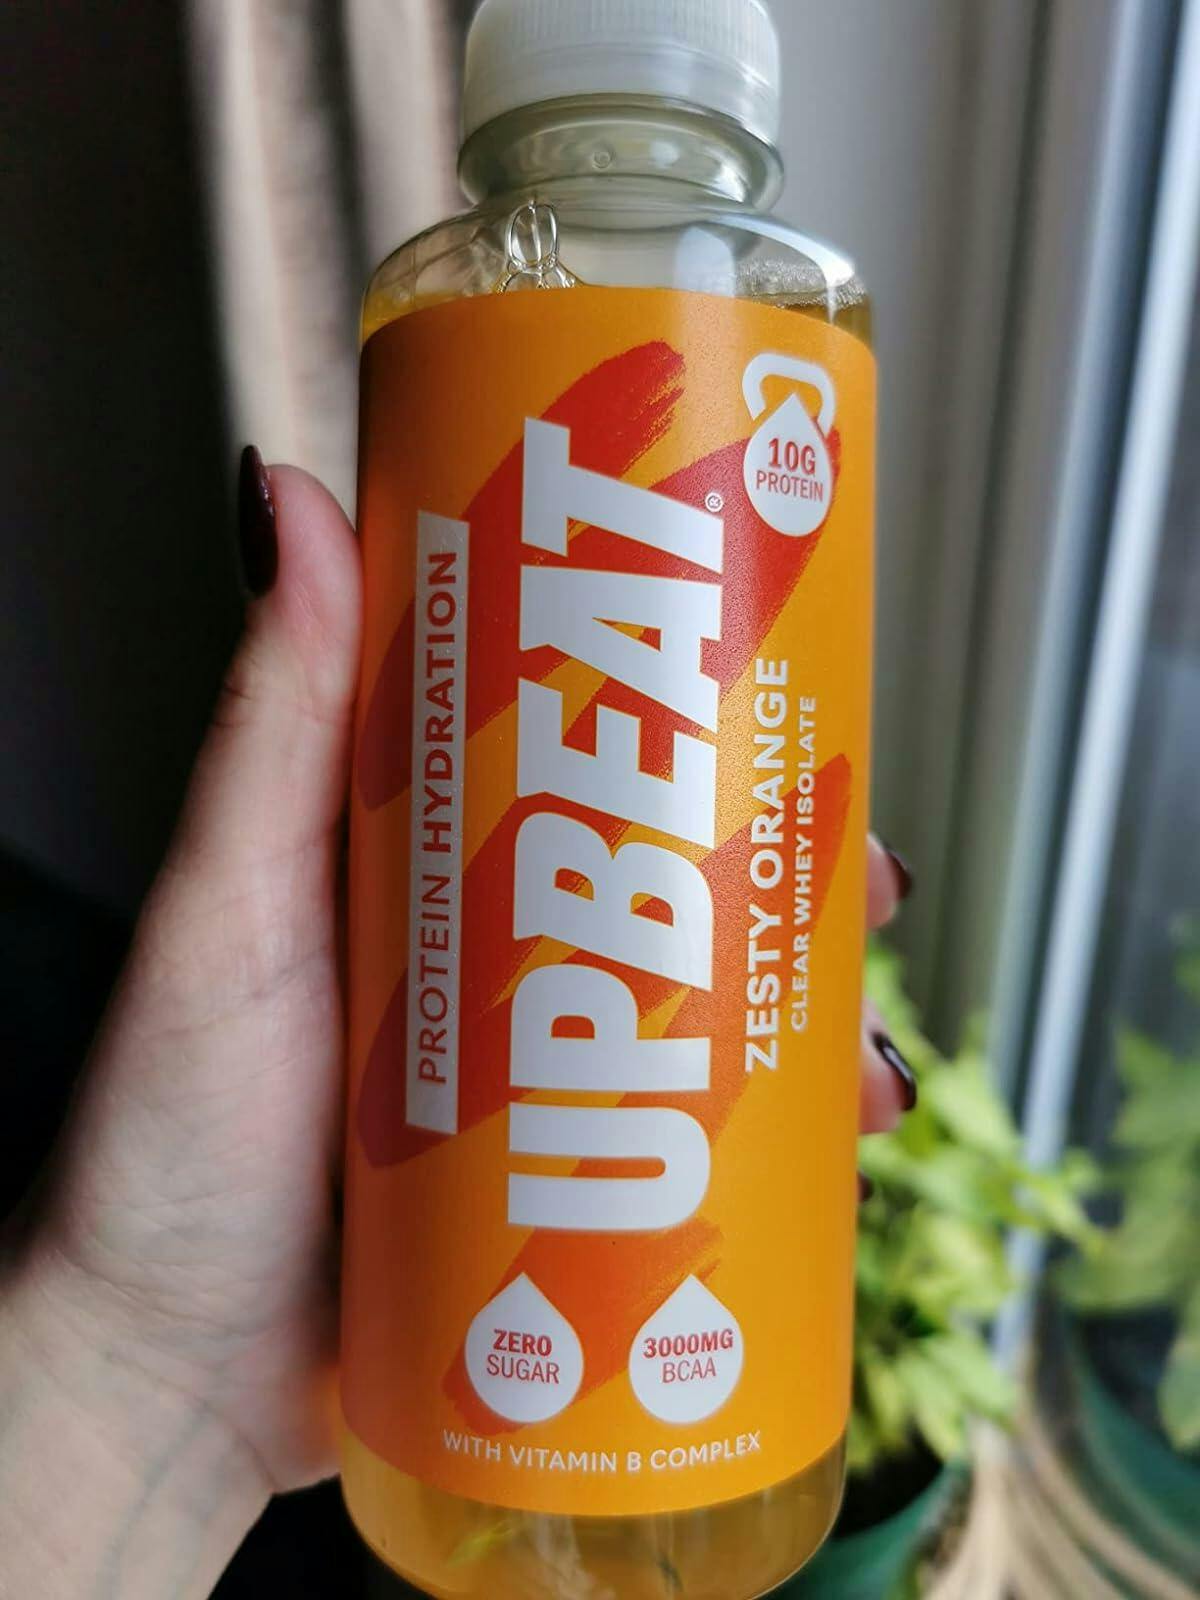 PROTEIN HYDRATION
UPBEAT®
ZESTY ORANGE
CLEAR WHEY ISOLATE
10G
PROTEIN
ZERO
SUGAR
3000MG
BCAA
WITH VITAMIN B COMPLEX